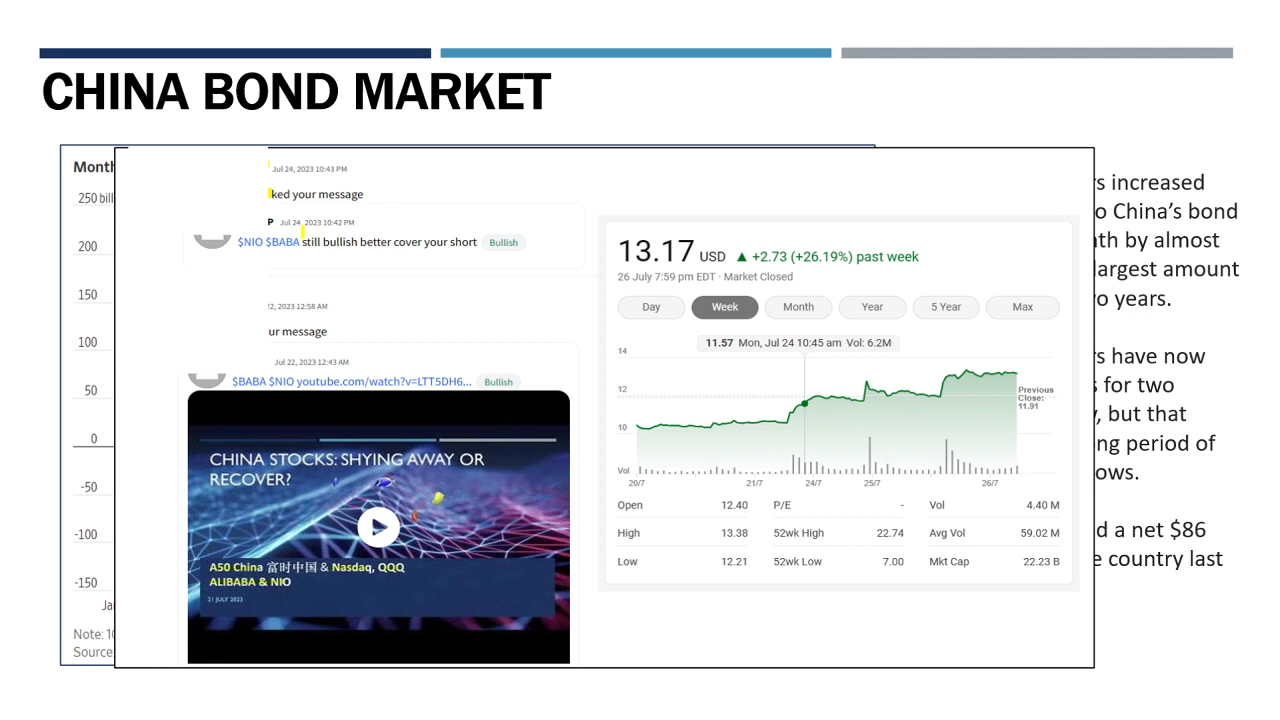 CHINA BOND MARKET
Month
250 bill
200
150
100
50
0
-50
-100
-150
Ja
Note: 10
Source
Jul 24, 2023 10:43 PM
ked your message
P Jul 24, 2023 10:42 PM
$NIO $BABA still bullish better cover your short Bullish
2, 2023 12:58 AM
ur message
Jul 22, 2023 12:43 AM
$BABA $NIO youtube.com/watch?v=LTT5DH6... Bullish
CHINA STOCKS: SHYING AWAY OR
RECOVER?
A50 China 富时中国 & Nasdaq, QQQ
ALIBABA & NIO
21 JULY 2023
13.17 USD ▲ +2.73 (+26.19%) past week
26 July 7:59 pm EDT · Market Closed
Day Week Month Year 5 Year Max
11.57 Mon, Jul 24 10:45 am Vol: 6.2M
14
12
10
Vol
Previous
Close:
11.91
20/7 21/7 24/7 25/7 26/7
Open 12.40 P/E - Vol 4.40 M
High 13.38 52wk High 22.74 Avg Vol 59.02 M
Low 12.21 52wk Low 7.00 Mkt Cap 22.23 B
rs increased
o China’s bond
nth by almost
largest amount
o years.
rs have now
s for two
y, but that
ng period of
ows.
d a net $86
e country last